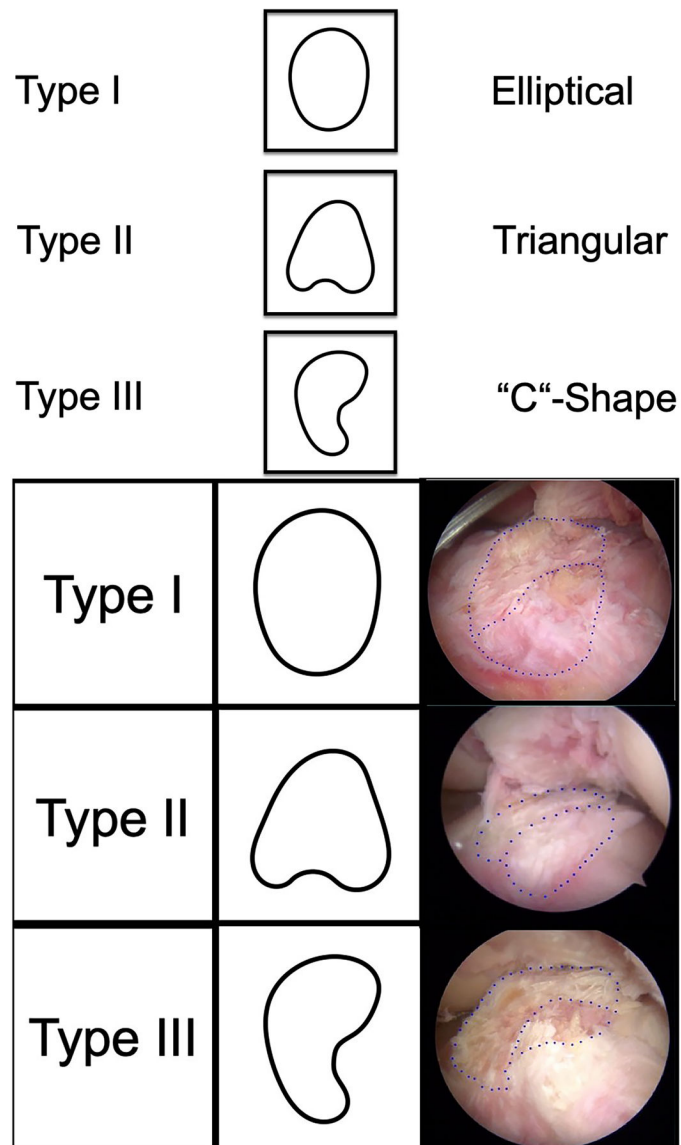 Type I
Elliptical
Type II
Triangular
Type III
“C“-Shape
Type I
Type II
Type III